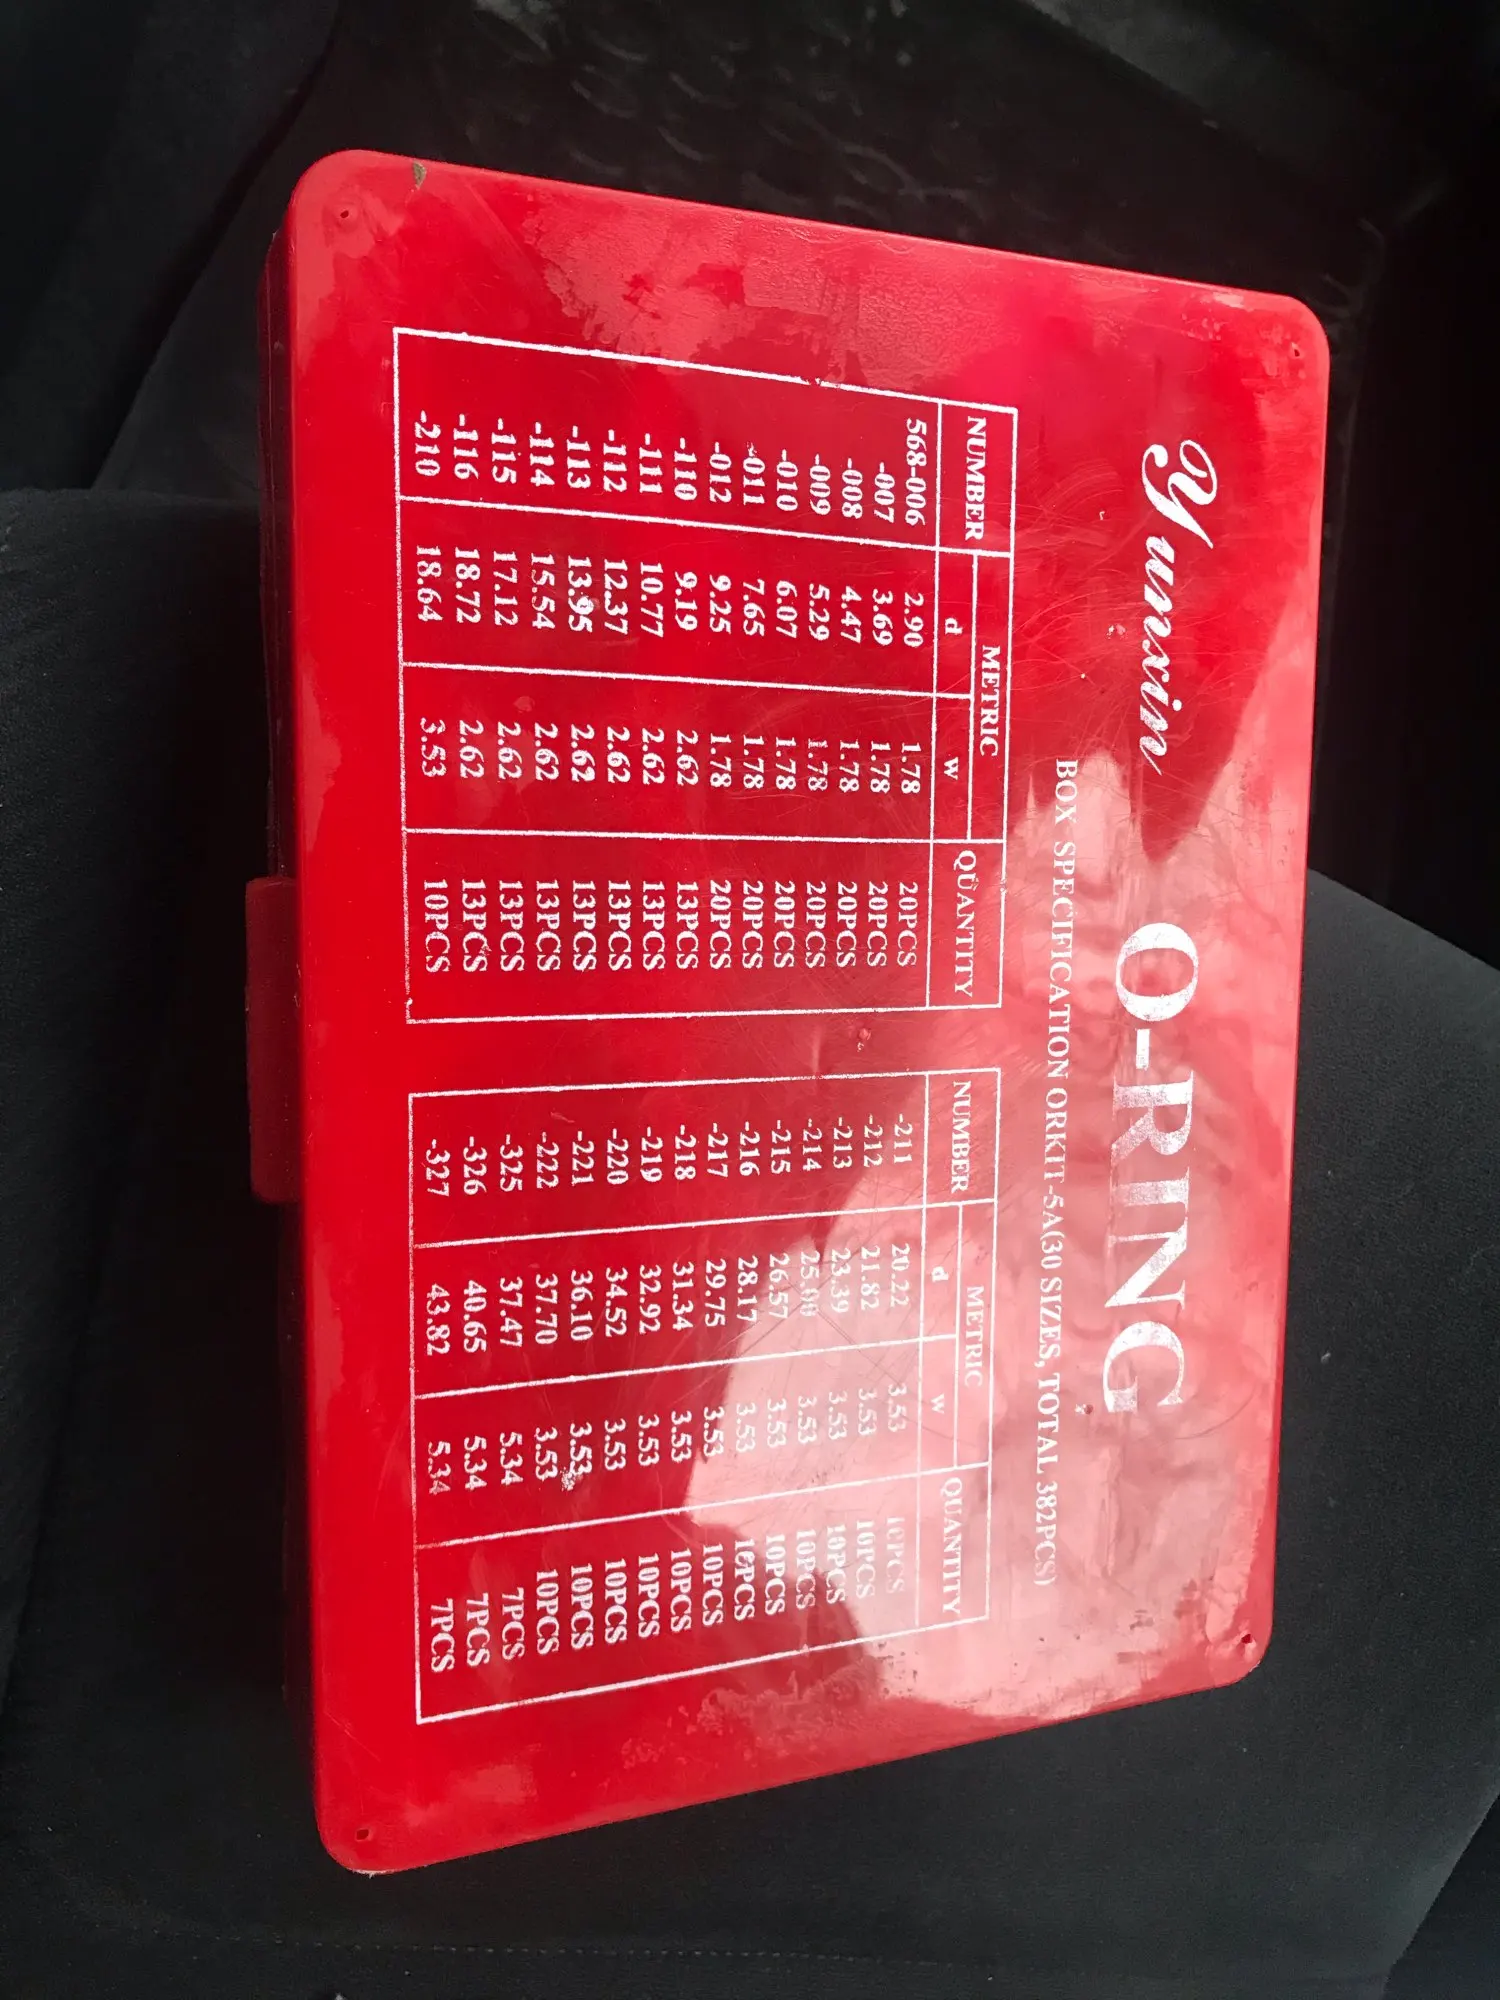 Yunxin O-RING
BOX SPECIFICATION ORKIT-5A(30 SIZES, TOTAL 382PCS)
NUMBER METRIC QUANTITY
d W
568-006 2.90 1.78 20PCS
-007 3.69 1.78 20PCS
-008 4.47 1.78 20PCS
-009 5.29 1.78 20PCS
-010 6.07 1.78 20PCS
-011 7.65 1.78 20PCS
-012 9.25 1.78 20PCS
-110 9.19 2.62 13PCS
-111 10.77 2.62 13PCS
-112 12.37 2.62 13PCS
-113 13.95 2.62 13PCS
-114 15.54 2.62 13PCS
-115 17.12 2.62 13PCS
-116 18.72 2.62 13PCS
-210 18.64 3.53 10PCS
NUMBER METRIC QUANTITY
d W
-211 20.22 3.53 10PCS
-212 21.82 3.53 10PCS
-213 23.39 3.53 10PCS
-214 3.53 10PCS
-215 26.57 3.53 10PCS
-216 28.17 3.53 10PCS
-217 29.75 3.53 10PCS
-218 31.34 3.53 10PCS
-219 32.92 3.53 10PCS
-220 34.52 3.53 10PCS
-221 36.10 3.53 10PCS
-222 37.70 3.53 10PCS
-325 37.47 5.34 7PCS
-326 40.65 5.34 7PCS
-327 43.82 5.34 7PCS